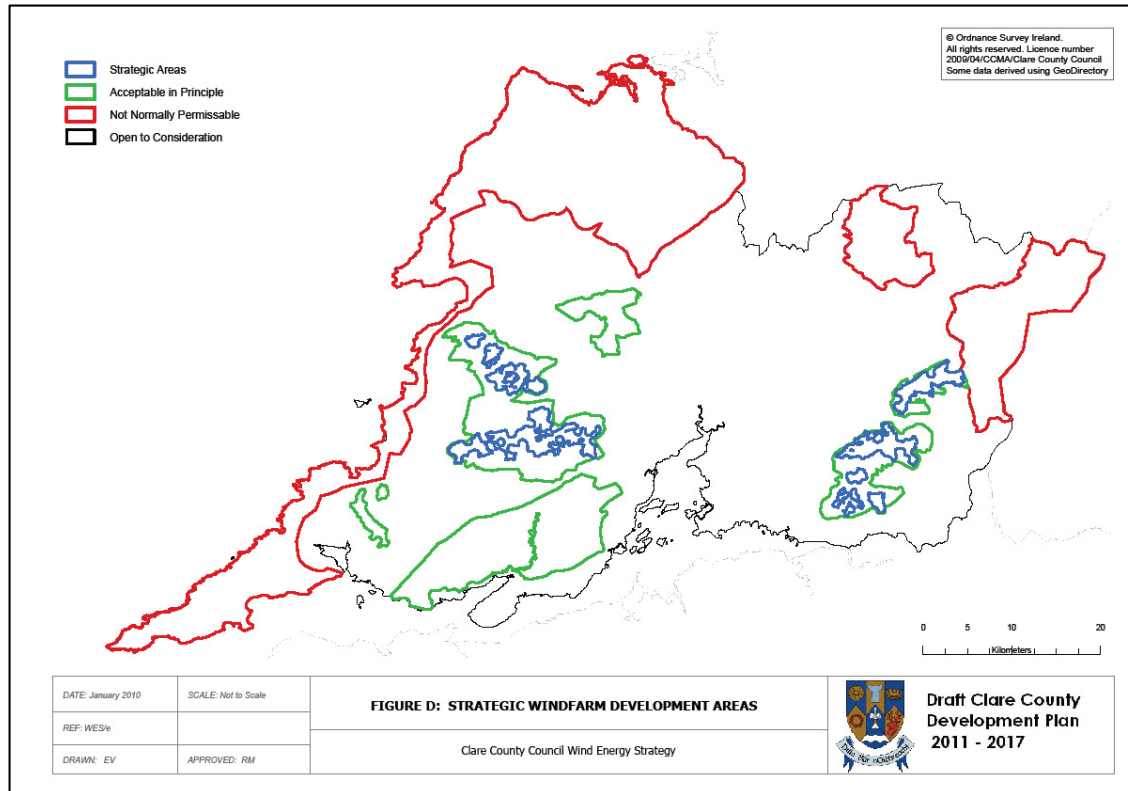 © Ordnance Survey Ireland.
All rights reserved. Licence number
2009/04/CCMA/Clare County Council
Some data derived using GeoDirectory
Strategic Areas
Acceptable in Principle
Not Normally Permissable
Open to Consideration
0 5 10 20
Kilometers
DATE: January 2010
SCALE: Not to Scale
REF: WES/e
DRAWN: EV
APPROVED: RM
FIGURE D: STRATEGIC WINDFARM DEVELOPMENT AREAS
Clare County Council Wind Energy Strategy
Draft Clare County
Development Plan
2011 - 2017